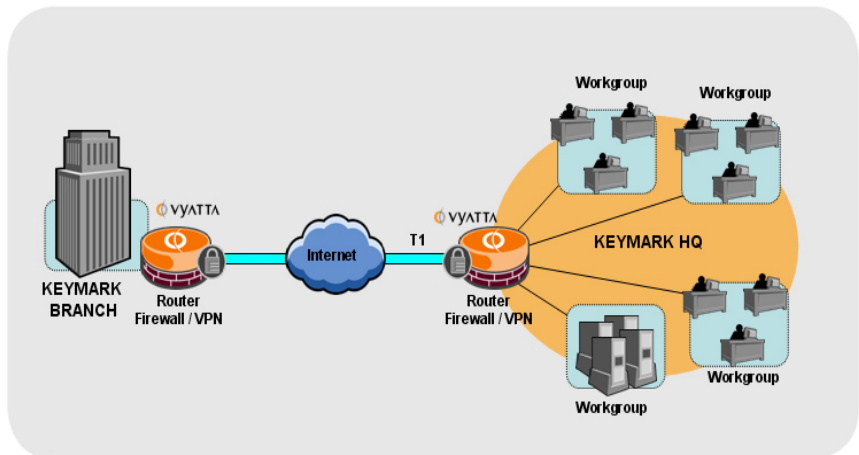 Workgroup
Workgroup
VYATTA
VYATTA
T1
Internet
KEYMARK HQ
KEYMARK
BRANCH
Router
Firewall / VPN
Router
Firewall / VPN
Workgroup
Workgroup